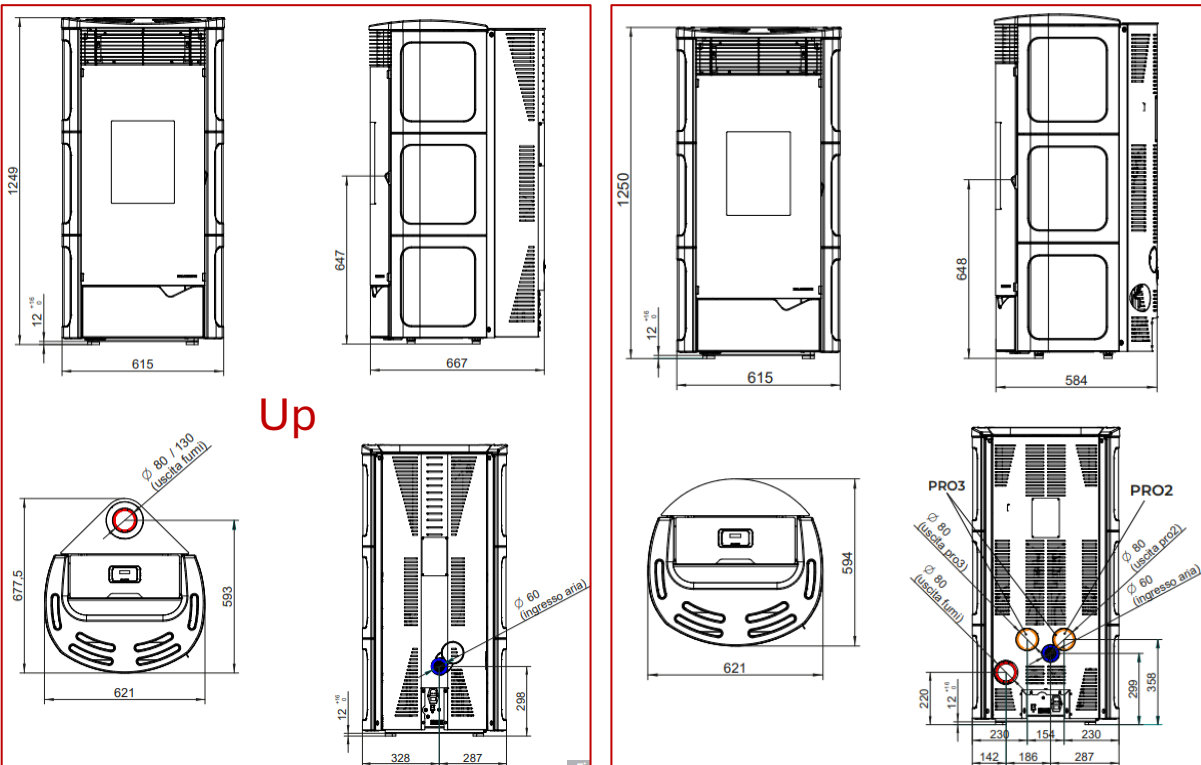 1249
647
12 +16 0
615
667
Up
Ø 80 / 130
(uscita fumi)
677,5
593
621
Ø 60
(ingresso aria)
298
12 +16 0
328
287
1250
648
12 +16 0
615
584
594
621
PRO3
PRO2
Ø 80
(uscita pro3)
Ø 80
(uscita fumi)
Ø 80
(uscita pro2)
Ø 60
(ingresso aria)
220
12 +16 0
299
358
230
154
230
142
186
287